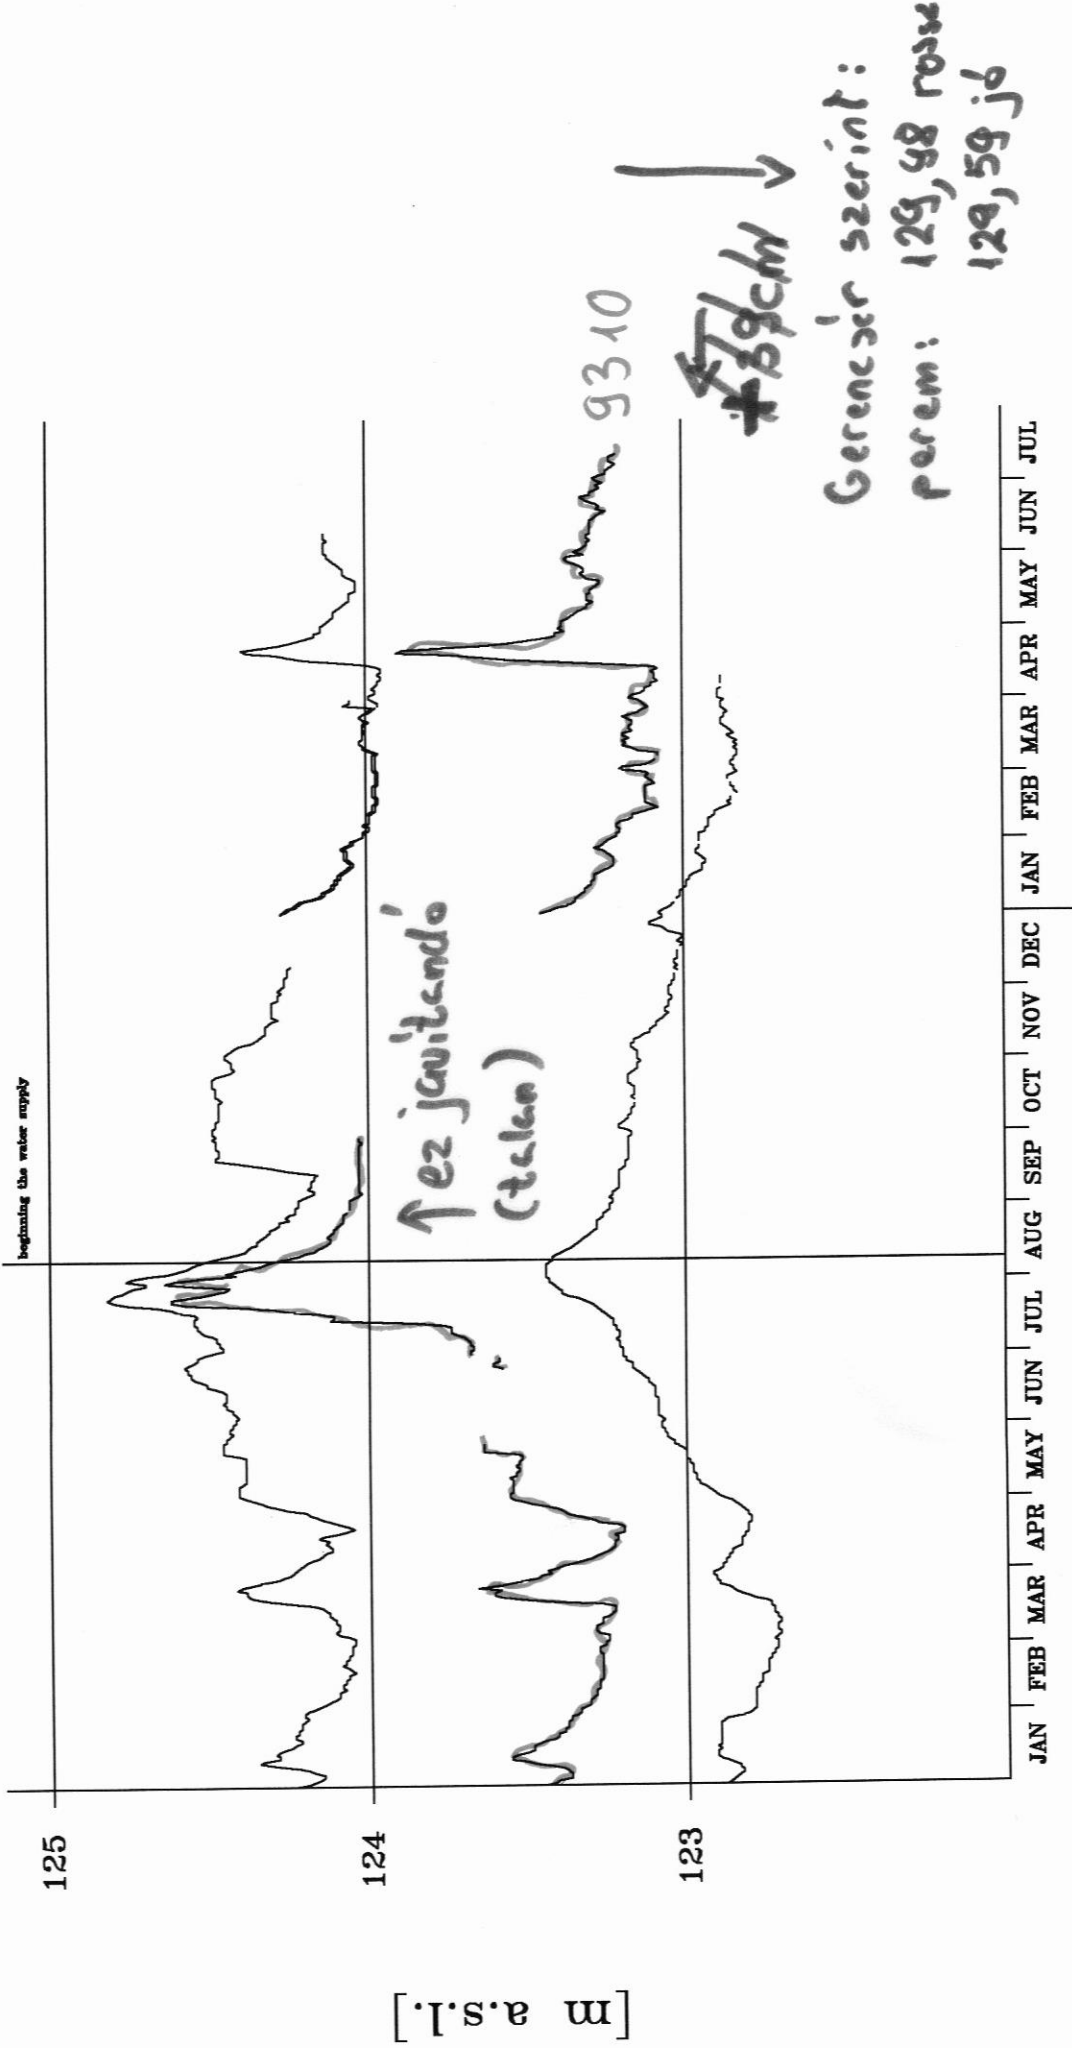 beginning the water supply
125
124
ez javítandó
(talán)
9310
123
[m a.s.l.]
JAN FEB MAR APR MAY JUN JUL AUG SEP OCT NOV DEC JAN FEB MAR APR MAY JUN JUL
Gerencsér szerint:
perem: 129,98 rossz
129,59 jó